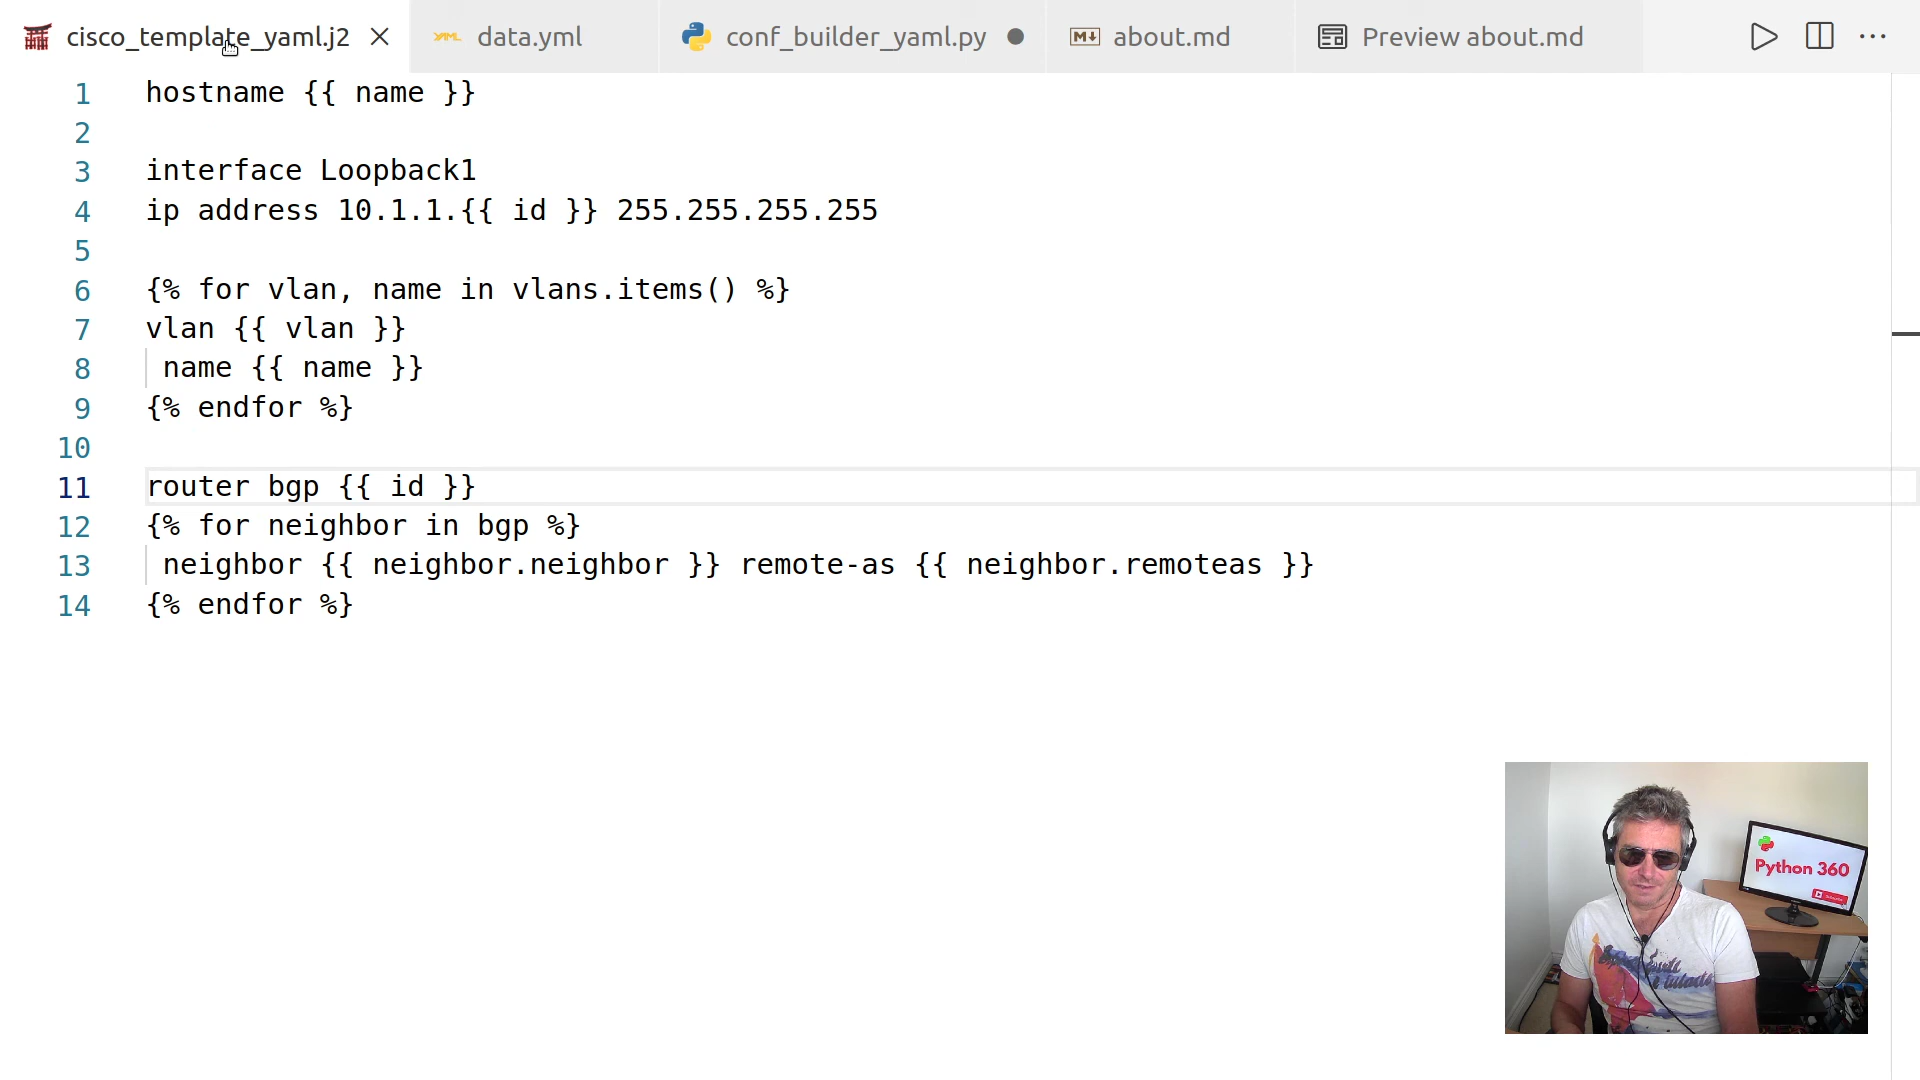 cisco_template_yaml.j2 data.yml conf_builder_yaml.py about.md Preview about.md
1 hostname {{ name }}
2
3 interface Loopback1
4 ip address 10.1.1.{{ id }} 255.255.255.255
5
6 {% for vlan, name in vlans.items() %}
7 vlan {{ vlan }}
8 name {{ name }}
9 {% endfor %}
10
11 router bgp {{ id }}
12 {% for neighbor in bgp %}
13 neighbor {{ neighbor.neighbor }} remote-as {{ neighbor.remoteas }}
14 {% endfor %}
Python 360